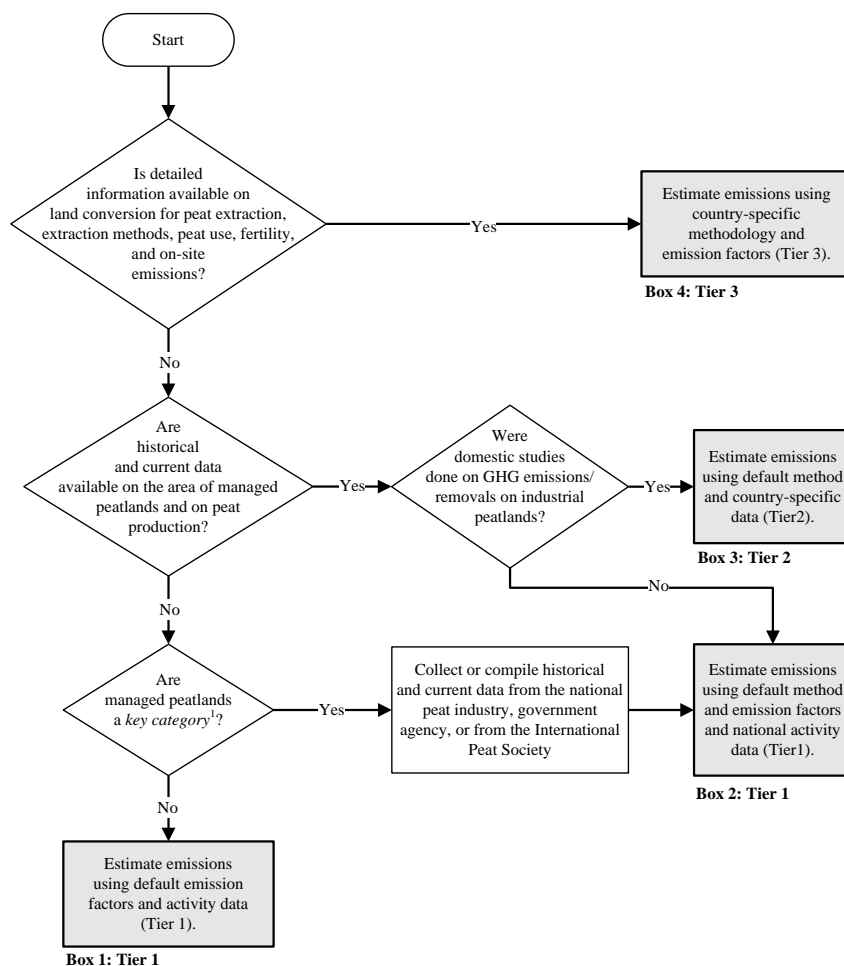 Start
Is detailed
information available on
land conversion for peat extraction,
extraction methods, peat use, fertility,
and on-site
emissions?
Yes
Estimate emissions using
country-specific
methodology and
emission factors (Tier 3).
Box 4: Tier 3
No
Are
historical
and current data
available on the area of managed
peatlands and on peat
production?
Yes
Were
domestic studies
done on GHG emissions/
removals on industrial
peatlands?
Yes
Estimate emissions
using default method
and country-specific
data (Tier2).
Box 3: Tier 2
No
No
Are
managed peatlands
a key category¹?
Yes
Collect or compile historical
and current data from the national
peat industry, government
agency, or from the International
Peat Society
Estimate emissions
using default method
and emission factors
and national activity
data (Tier1).
Box 2: Tier 1
No
Estimate emissions
using default emission
factors and activity data
(Tier 1).
Box 1: Tier 1